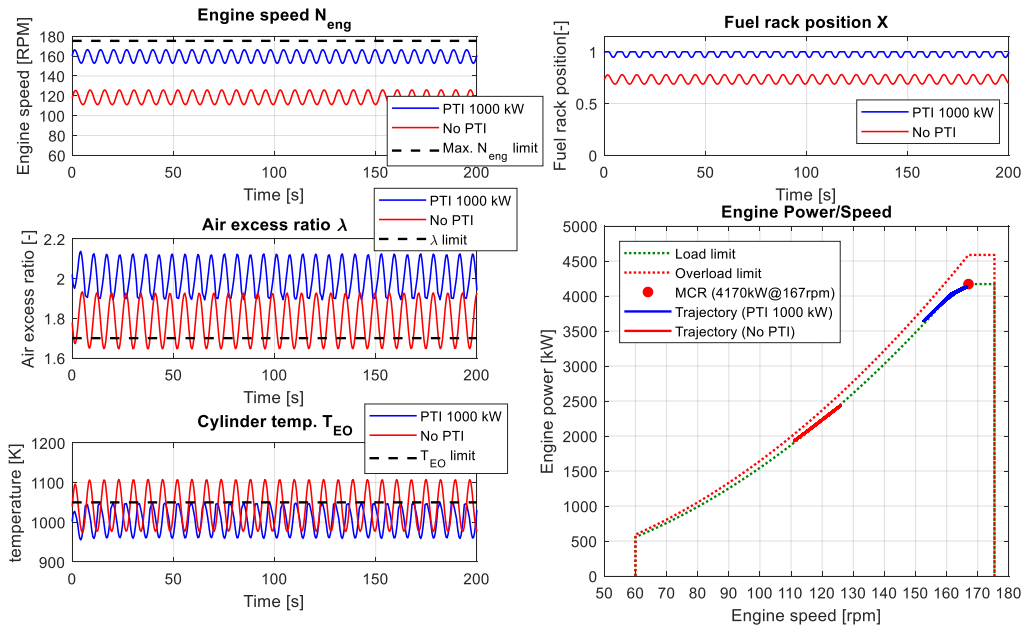 Engine speed N_eng
Engine speed [RPM]
180
160
140
120
100
80
60
0
50
100
150
200
Time [s]
PTI 1000 kW
No PTI
Max. N_eng limit
Fuel rack position X
Fuel rack position[-]
1
0.5
0
0
50
100
150
200
Time [s]
PTI 1000 kW
No PTI
Air excess ratio λ
Air excess ratio [-]
2.2
2
1.8
1.6
0
50
100
150
200
Time [s]
PTI 1000 kW
No PTI
λ limit
Cylinder temp. T_EO
temperature [K]
1200
1100
1000
900
0
50
100
150
200
Time [s]
PTI 1000 kW
No PTI
T_EO limit
Engine Power/Speed
Engine power [kW]
5000
4500
4000
3500
3000
2500
2000
1500
1000
500
0
50
60
70
80
90
100
110
120
130
140
150
160
170
180
Engine speed [rpm]
Load limit
Overload limit
MCR (4170kW@167rpm)
Trajectory (PTI 1000 kW)
Trajectory (No PTI)